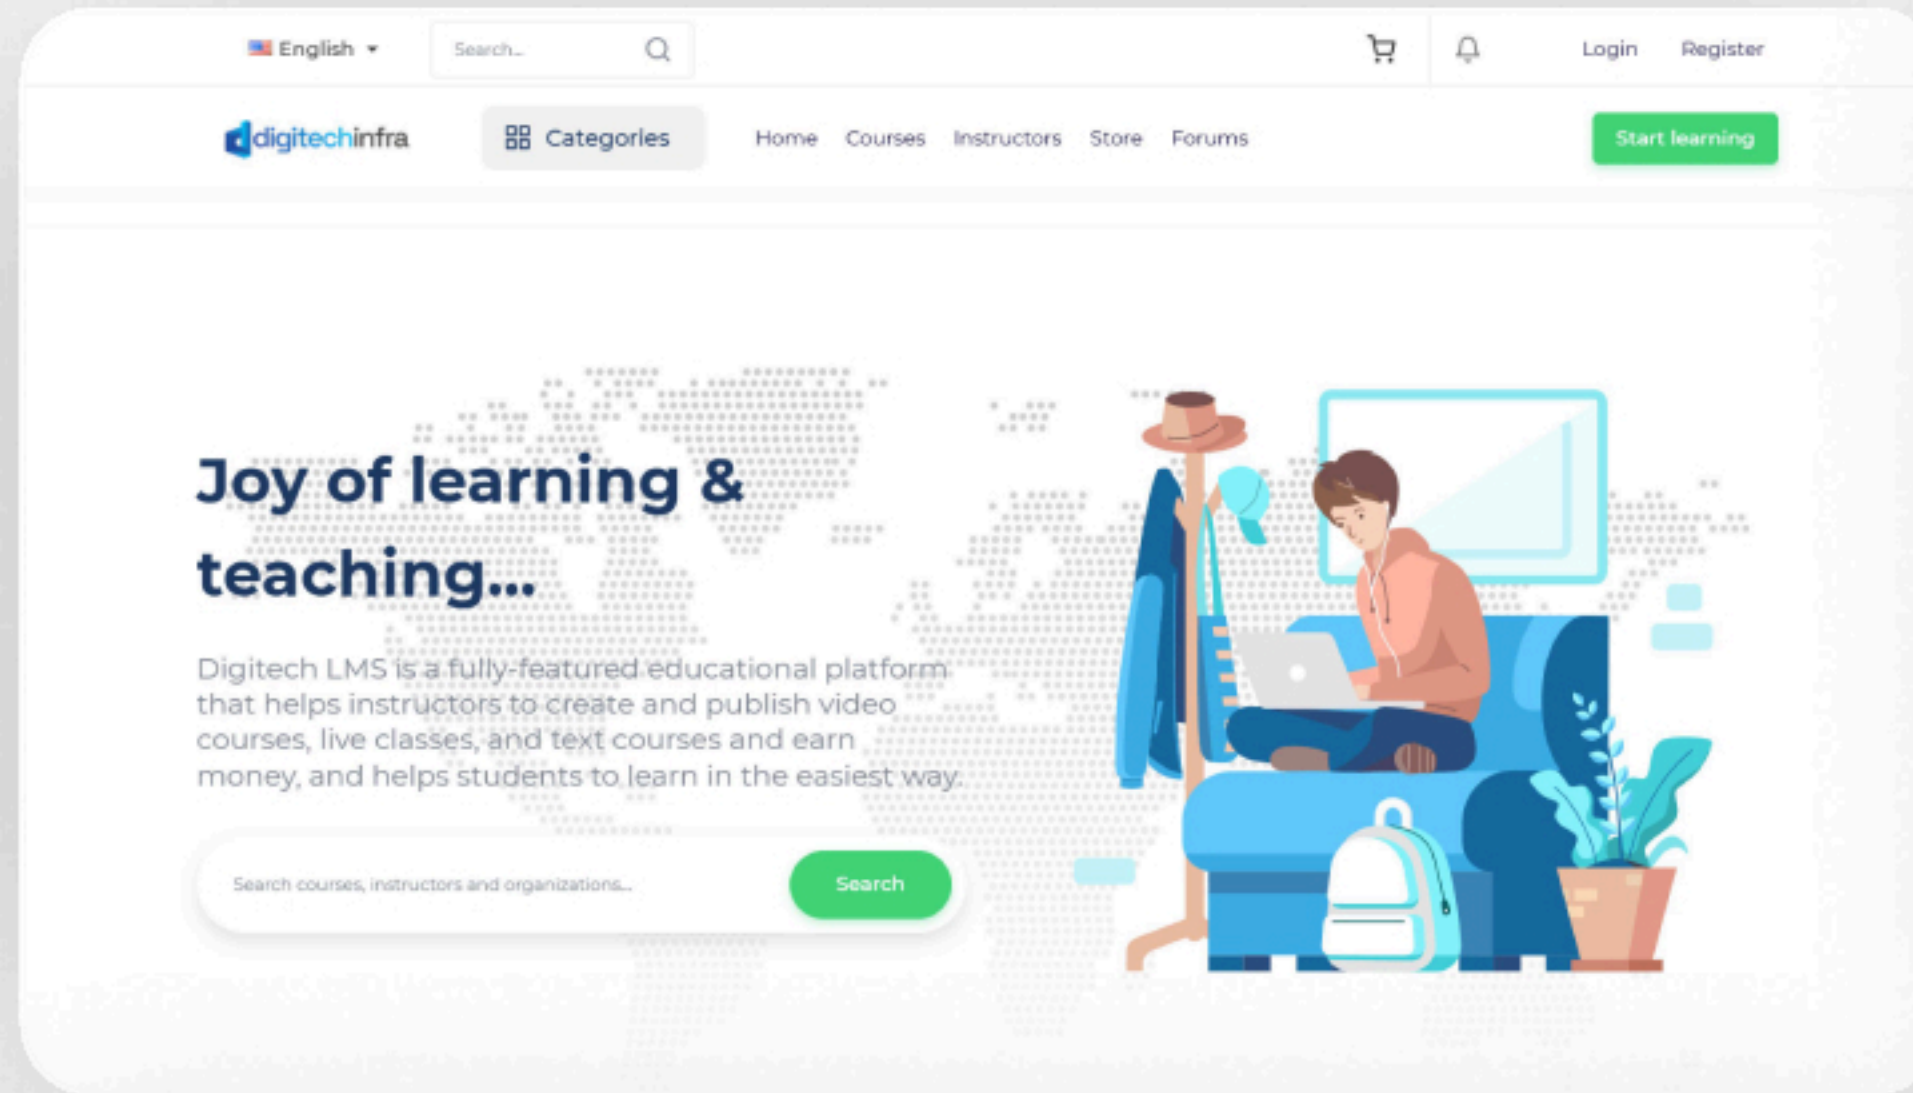 English
Search...
Login
Register
digitechinfra
Categories
Home
Courses
Instructors
Store
Forums
Start learning
Joy of learning &
teaching...
Digitech LMS is a fully-featured educational platform
that helps instructors to create and publish video
courses, live classes, and text courses and earn
money, and helps students to learn in the easiest way.
Search courses, instructors and organizations...
Search